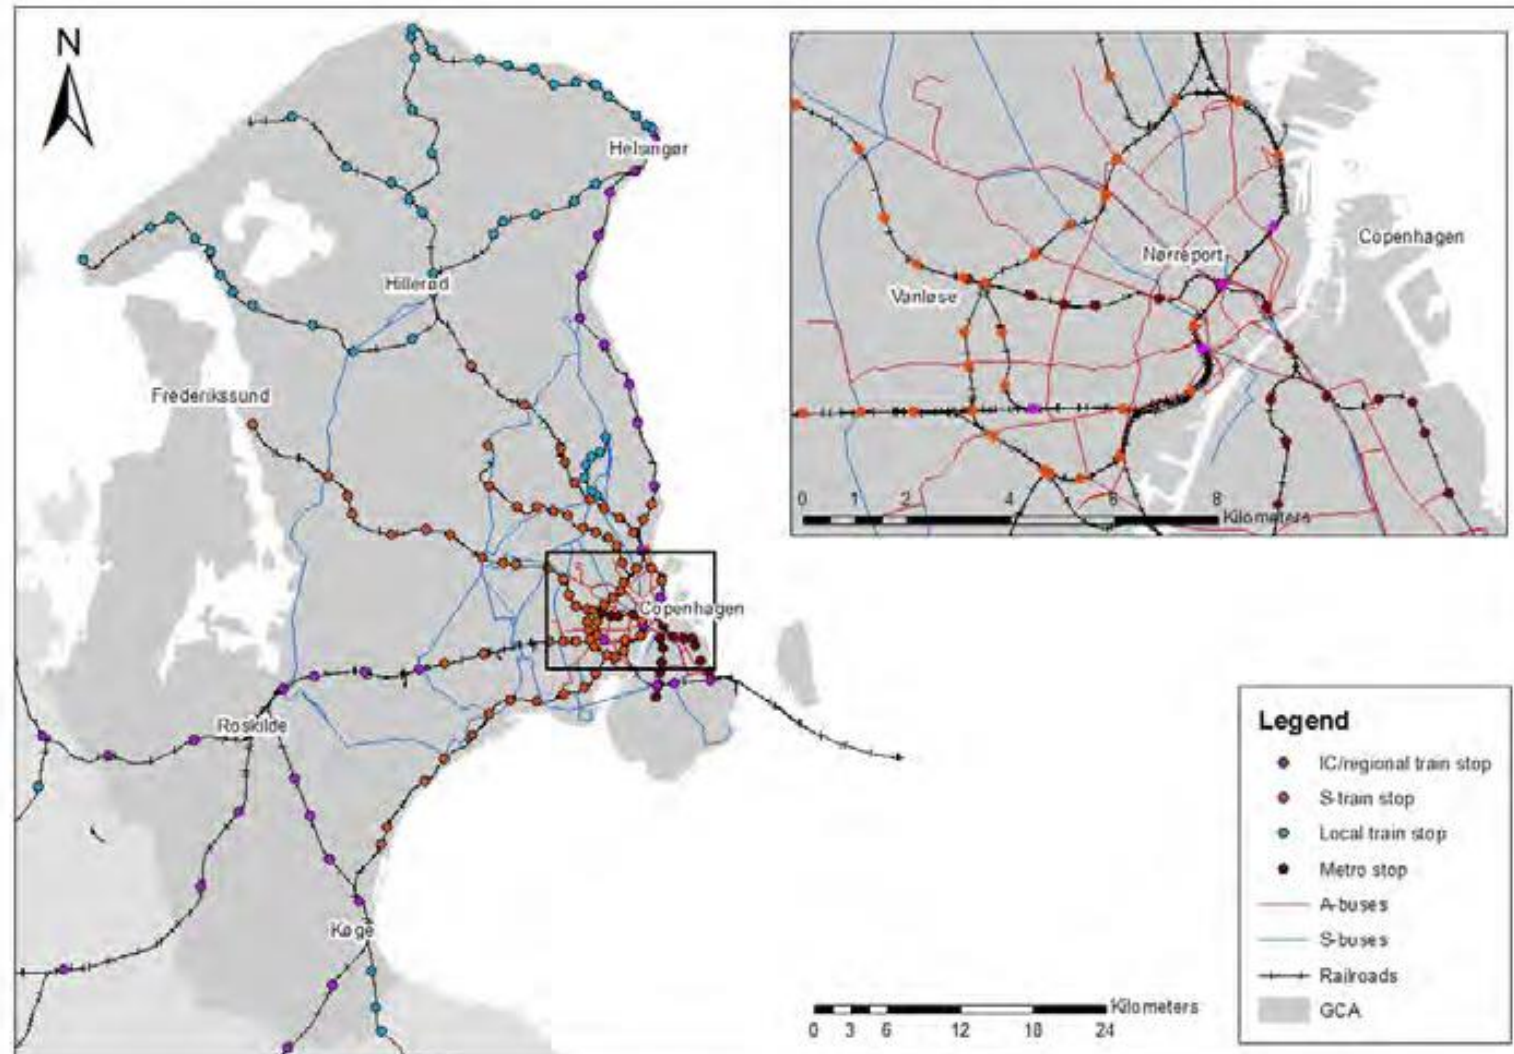 N
Helsingør
Hillerød
Frederikssund
Copenhagen
Roskilde
Køge
Copenhagen
Nørreport
Vanløse
0 1 2 4 6 8
Kilometers
Legend
IC/regional train stop
S-train stop
Local train stop
Metro stop
A-buses
S-buses
Railroads
GCA
Kilometers
0 3 6 12 18 24